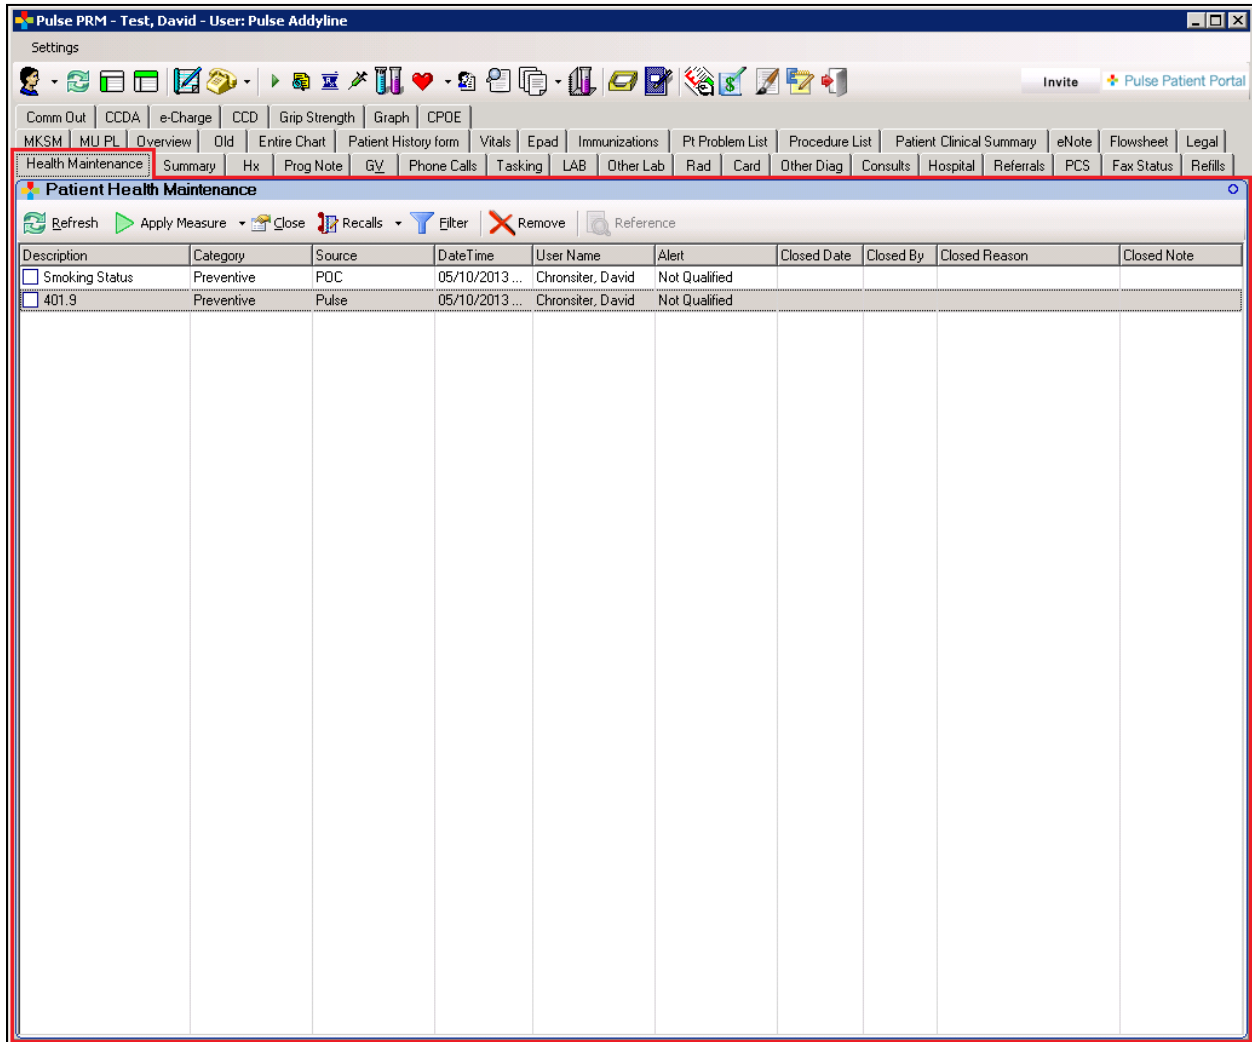 Pulse PRM - Test, David - User: Pulse Addyline
Settings
Invite Pulse Patient Portal
Comm Out CCDA e-Charge CCD Grip Strength Graph CPOE
MKSM MU PL Overview Old Entire Chart Patient History form Vitals Epad Immunizations Pt Problem List Procedure List Patient Clinical Summary eNote Flowsheet Legal
Health Maintenance Summary Hx Prog Note GV Phone Calls Tasking LAB Other Lab Rad Card Other Diag Consults Hospital Referrals PCS Fax Status Refills
Patient Health Maintenance
Refresh Apply Measure Close Recalls Filter Remove Reference
Description Category Source DateTime User Name Alert Closed Date Closed By Closed Reason Closed Note
Smoking Status Preventive POC 05/10/2013 ... Chronsiter, David Not Qualified
401.9 Preventive Pulse 05/10/2013 ... Chronsiter, David Not Qualified